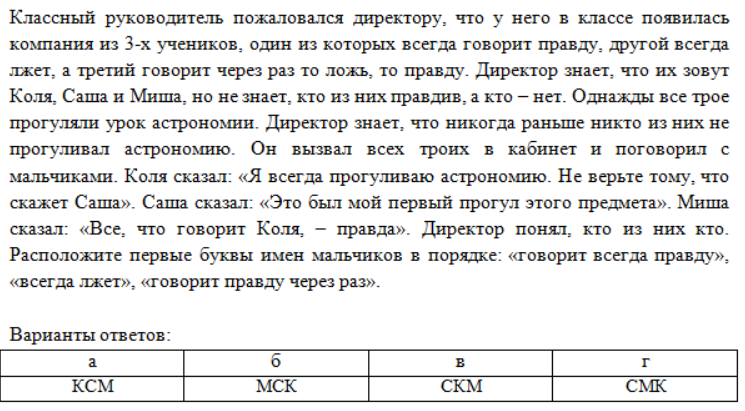 Классный руководитель пожаловался директору, что у него в классе появилась
компания из 3-х учеников, один из которых всегда говорит правду, другой всегда
лжет, а третий говорит через раз то ложь, то правду. Директор знает, что их зовут
Коля, Саша и Миша, но не знает, кто из них правдив, а кто – нет. Однажды все трое
прогуляли урок астрономии. Директор знает, что никогда раньше никто из них не
прогуливал астрономию. Он вызвал всех троих в кабинет и поговорил с
мальчиками. Коля сказал: «Я всегда прогуливаю астрономию. Не верьте тому, что
скажет Саша». Саша сказал: «Это был мой первый прогул этого предмета». Миша
сказал: «Все, что говорит Коля, – правда». Директор понял, кто из них кто.
Расположите первые буквы имен мальчиков в порядке: «говорит всегда правду»,
«всегда лжет», «говорит правду через раз».
Варианты ответов:
а б в г
КСМ МСК СКМ СМК